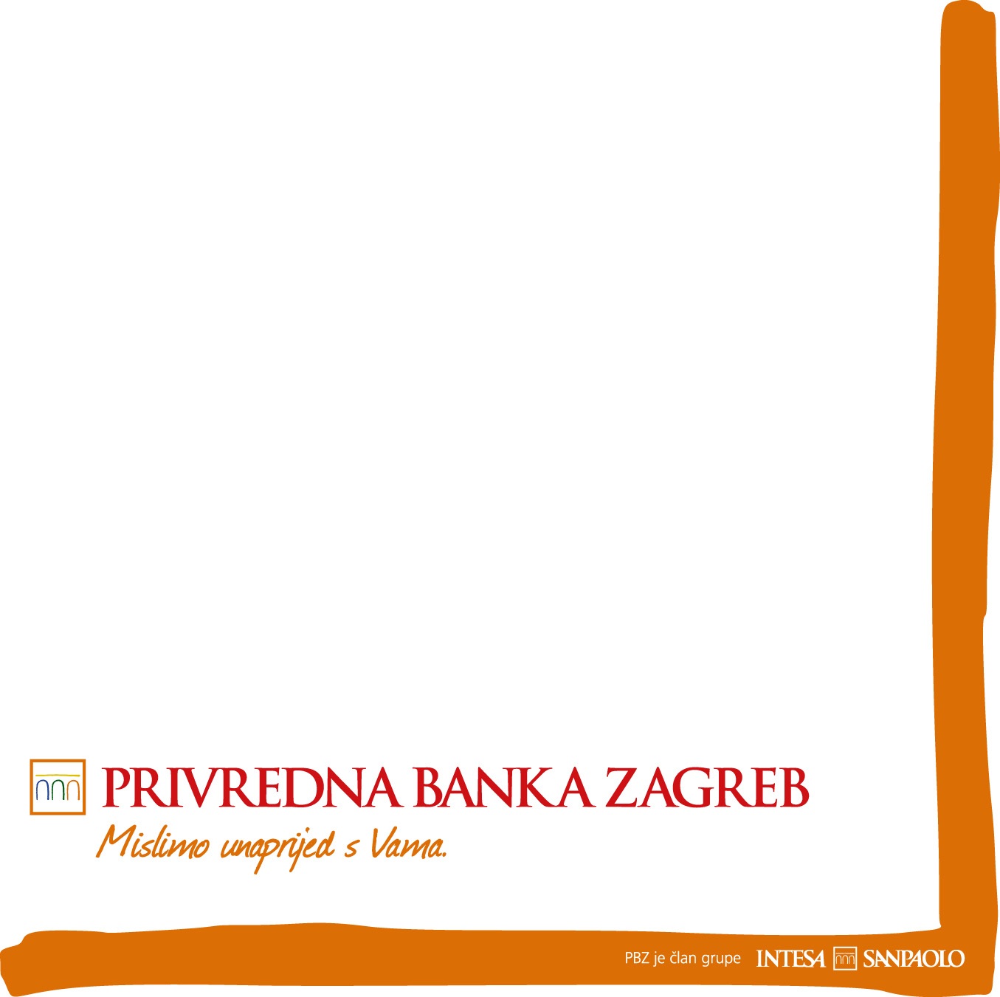 PRIVREDNA BANKA ZAGREB
Mislimo unaprijed s Vama.
PBZ je član grupe INTESA SANPAOLO